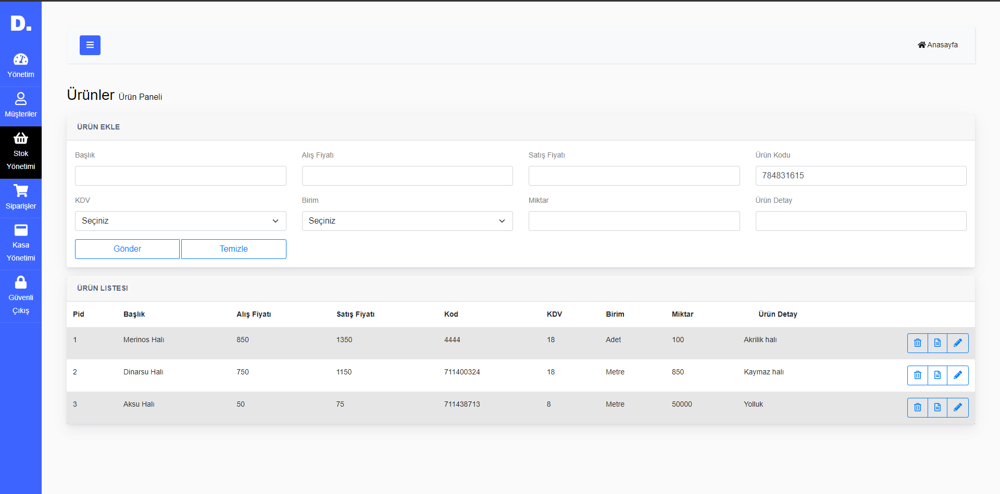 D.
Yönetim
Müşteriler
Stok
Yönetimi
Siparişler
Kasa
Yönetimi
Güvenli
Çıkış
Anasayfa
Ürünler Ürün Paneli
ÜRÜN EKLE
Başlık Alış Fiyatı Satış Fiyatı Ürün Kodu
784831615
KDV Birim Miktar Ürün Detay
Seçiniz Seçiniz
Gönder Temizle
ÜRÜN LISTESI
Pid Başlık Alış Fiyatı Satış Fiyatı Kod KDV Birim Miktar Ürün Detay
1 Merinos Halı 850 1350 4444 18 Adet 100 Akrilik halı
2 Dinarsu Halı 750 1150 711400324 18 Metre 850 Kaymaz halı
3 Aksu Halı 50 75 711438713 8 Metre 50000 Yolluk